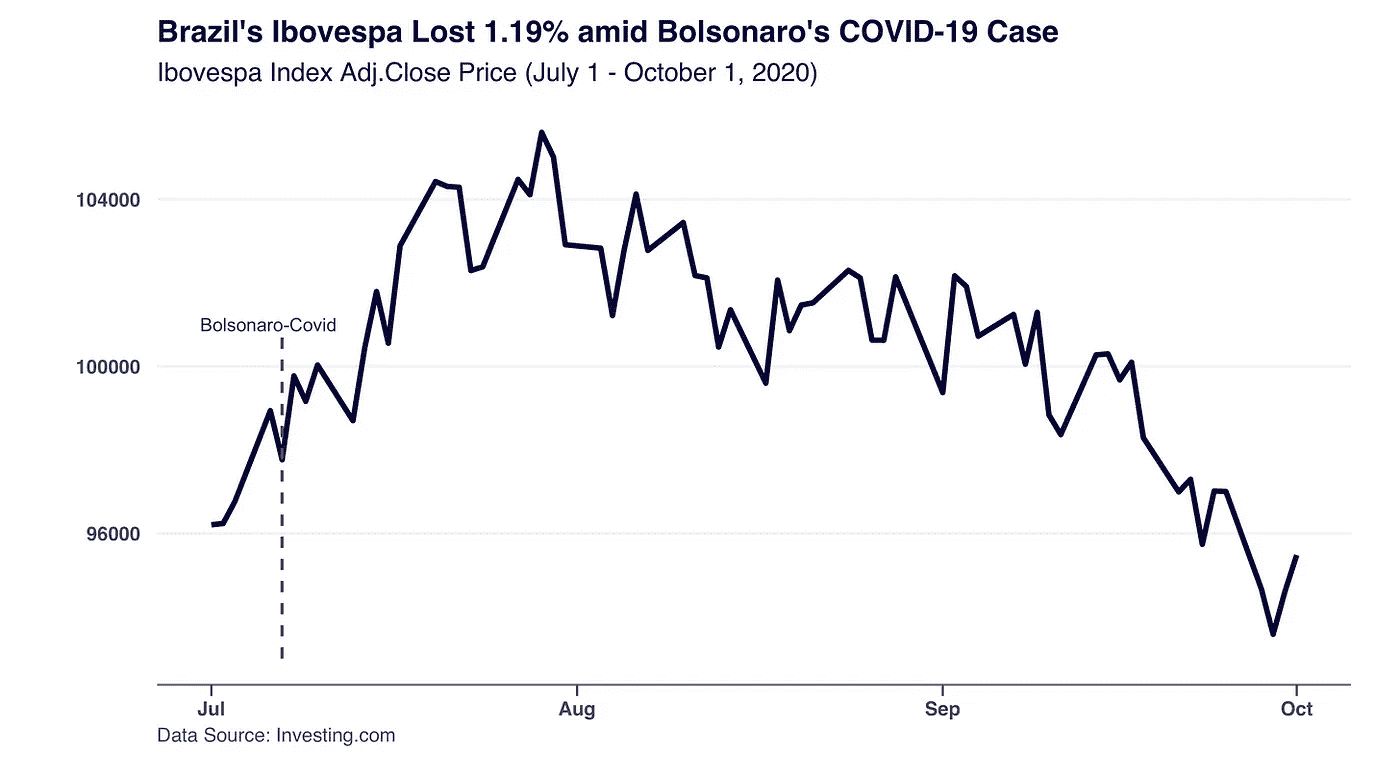 Brazil's Ibovespa Lost 1.19% amid Bolsonaro's COVID-19 Case
Ibovespa Index Adj.Close Price (July 1 - October 1, 2020)
104000
Bolsonaro-Covid
100000
96000
Jul Aug Sep Oct
Data Source: Investing.com